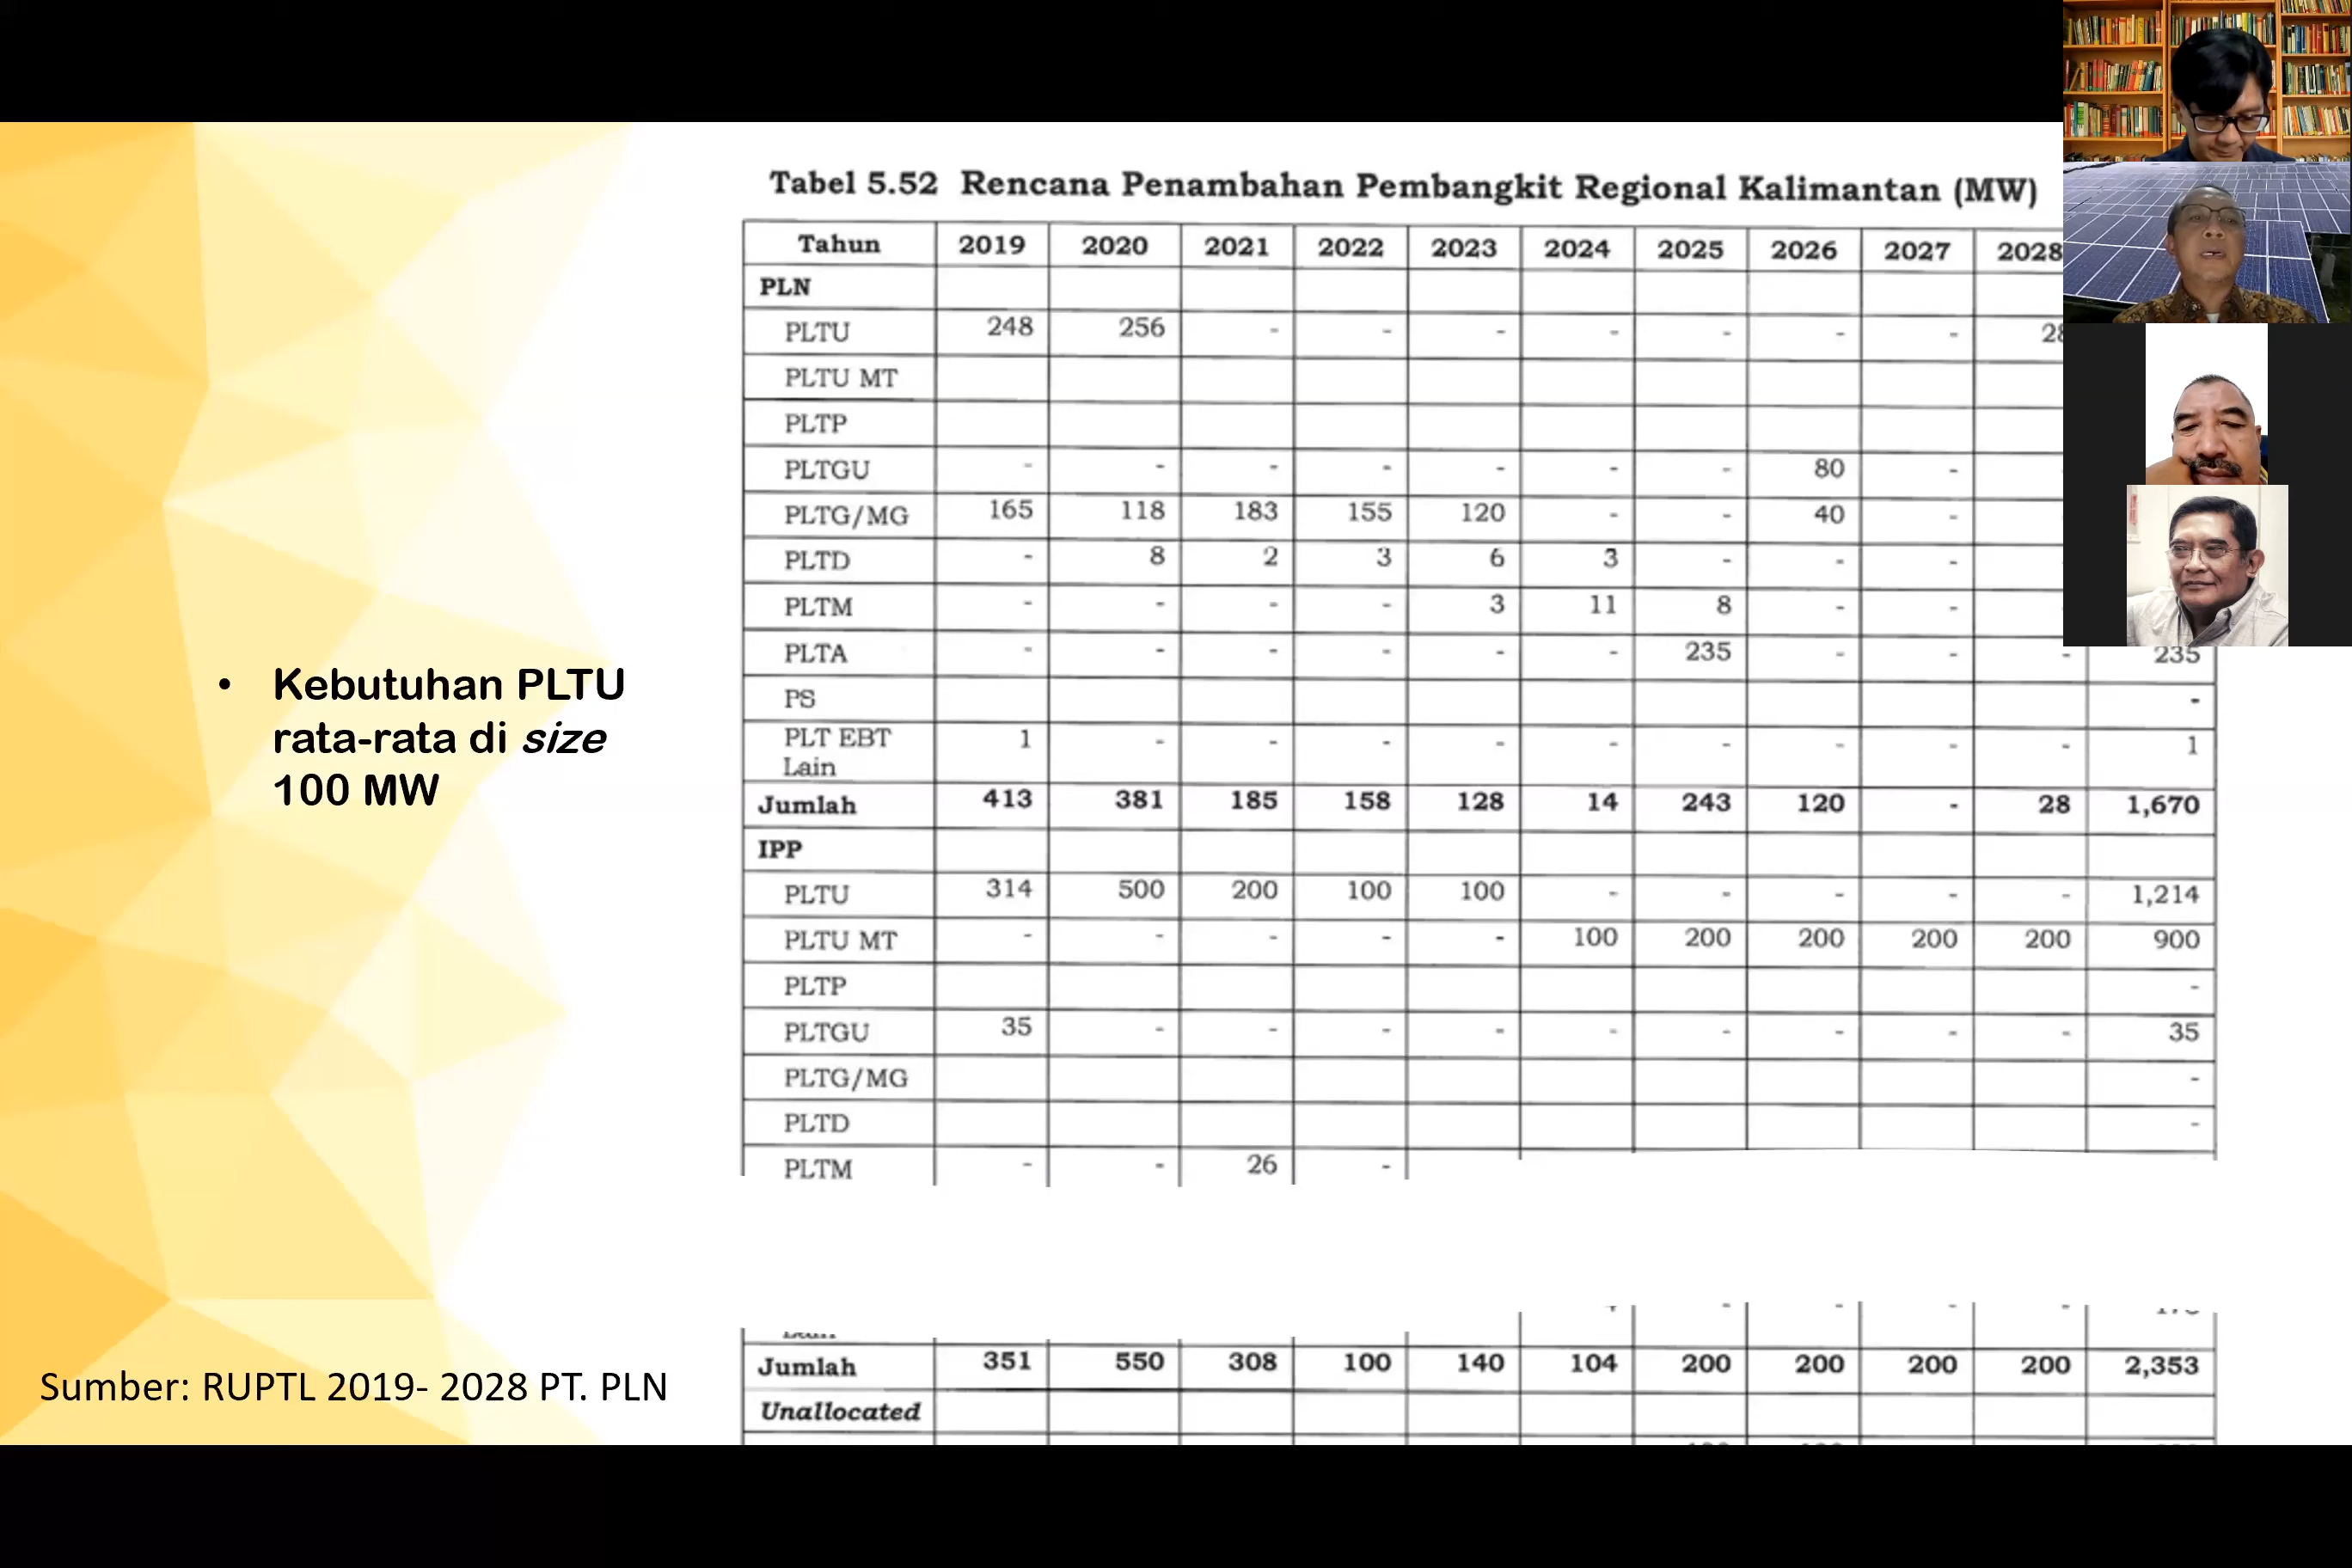 Tabel 5.52 Rencana Penambahan Pembangkit Regional Kalimantan (MW)
Tahun 2019 2020 2021 2022 2023 2024 2025 2026 2027 2028
PLN
PLTU 248 256 - - - - - - - 28
PLTU MT
PLTP
PLTGU - - - - - - - 80 -
PLTG/MG 165 118 183 155 120 - - 40 -
PLTD - 8 2 3 6 3 - - -
PLTM - - - - 3 11 8 - -
PLTA - - - - - - 235 - - - 235
PS -
PLT EBT Lain 1 - - - - - - - - - 1
Jumlah 413 381 185 158 128 14 243 120 - 28 1,670
IPP
PLTU 314 500 200 100 100 - - - - - 1,214
PLTU MT - - - - - 100 200 200 200 200 900
PLTP -
PLTGU 35 - - - - - - - - - 35
PLTG/MG -
PLTD -
PLTM - - 26 -
Jumlah 351 550 308 100 140 104 200 200 200 200 2,353
Unallocated
• Kebutuhan PLTU
rata-rata di size
100 MW
Sumber: RUPTL 2019- 2028 PT. PLN